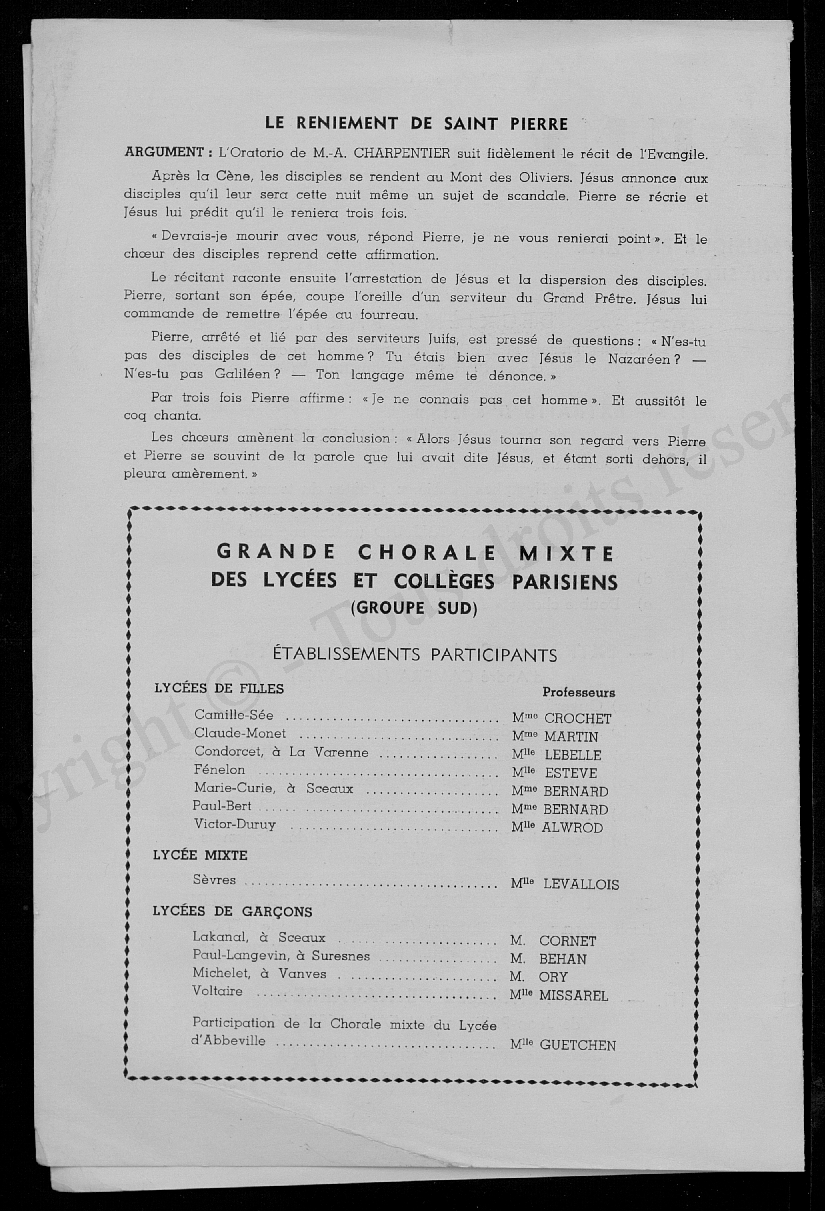 LE RENIEMENT DE SAINT PIERRE
ARGUMENT : L'Oratorio de M.-A. CHARPENTIER suit fidèlement le récit de l'Evangile.
Après la Cène, les disciples se rendent au Mont des Oliviers. Jésus annonce aux
disciples qu'il leur sera cette nuit même un sujet de scandale. Pierre se récrie et
Jésus lui prédit qu'il le reniera trois fois.
« Devrais-je mourir avec vous, répond Pierre, je ne vous renierai point ». Et le
chœur des disciples reprend cette affirmation.
Le récitant raconte ensuite l'arrestation de Jésus et la dispersion des disciples.
Pierre, sortant son épée, coupe l'oreille d'un serviteur du Grand Prêtre. Jésus lui
commande de remettre l'épée au fourreau.
Pierre, arrêté et lié par des serviteurs Juifs, est pressé de questions : « N'es-tu
pas des disciples de cet homme ? Tu étais bien avec Jésus le Nazaréen ? —
N'es-tu pas Galiléen ? — Ton langage même te dénonce. »
Par trois fois Pierre affirme : « Je ne connais pas cet homme ». Et aussitôt le
coq chanta.
Les chœurs amènent la conclusion : « Alors Jésus tourna son regard vers Pierre
et Pierre se souvint de la parole que lui avait dite Jésus, et étant sorti dehors, il
pleura amèrement. »
GRANDE CHORALE MIXTE
DES LYCÉES ET COLLÈGES PARISIENS
(GROUPE SUD)
ÉTABLISSEMENTS PARTICIPANTS
LYCÉES DE FILLES Professeurs
Camille-Sée ............................... Mme CROCHET
Claude-Monet ............................. Mme MARTIN
Condorcet, à La Varenne ................. Mlle LEBELLE
Fénelon ................................... Mlle ESTEVE
Marie-Curie, à Sceaux ................... Mme BERNARD
Paul-Bert .................................. Mme BERNARD
Victor-Duruy .............................. Mlle ALWROD
LYCÉE MIXTE
Sèvres ..................................... Mlle LEVALLOIS
LYCÉES DE GARÇONS
Lakanal, à Sceaux ....................... M. CORNET
Paul-Langevin, à Suresnes ................. M. BEHAN
Michelet, à Vanves ....................... M. ORY
Voltaire ................................... Mlle MISSAREL
Participation de la Chorale mixte du Lycée
d'Abbeville ................................ Mlle GUETCHEN
yright © - Tous droits réser